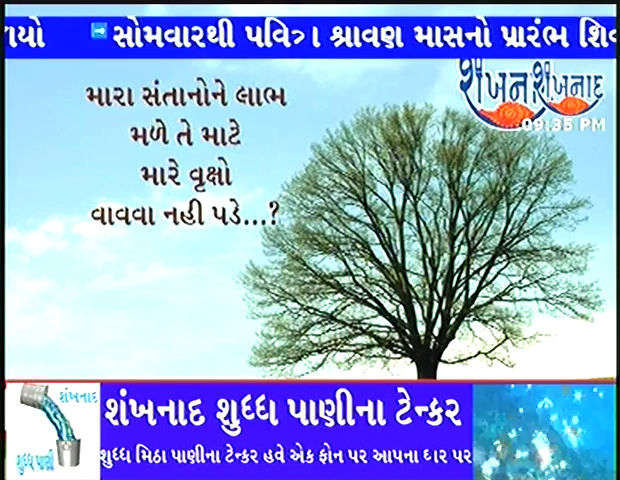 ાયો સોમવારથી પવિત્ર શ્રાવણ માસનો પ્રારંભ શિવ
શંખનાદ
09:35 PM
મારા સંતાનોને લાભ
મળે તે માટે
મારે વૃક્ષો
વાવવા નહી પડે...?
શંખનાદ
શુધ્ધ પાણી
શંખનાદ શુધ્ધ પાણીના ટેન્કર
શુધ્ધ મિઠા પાણીના ટેન્કર હવે એક ફોન પર આપના દ્વાર પર